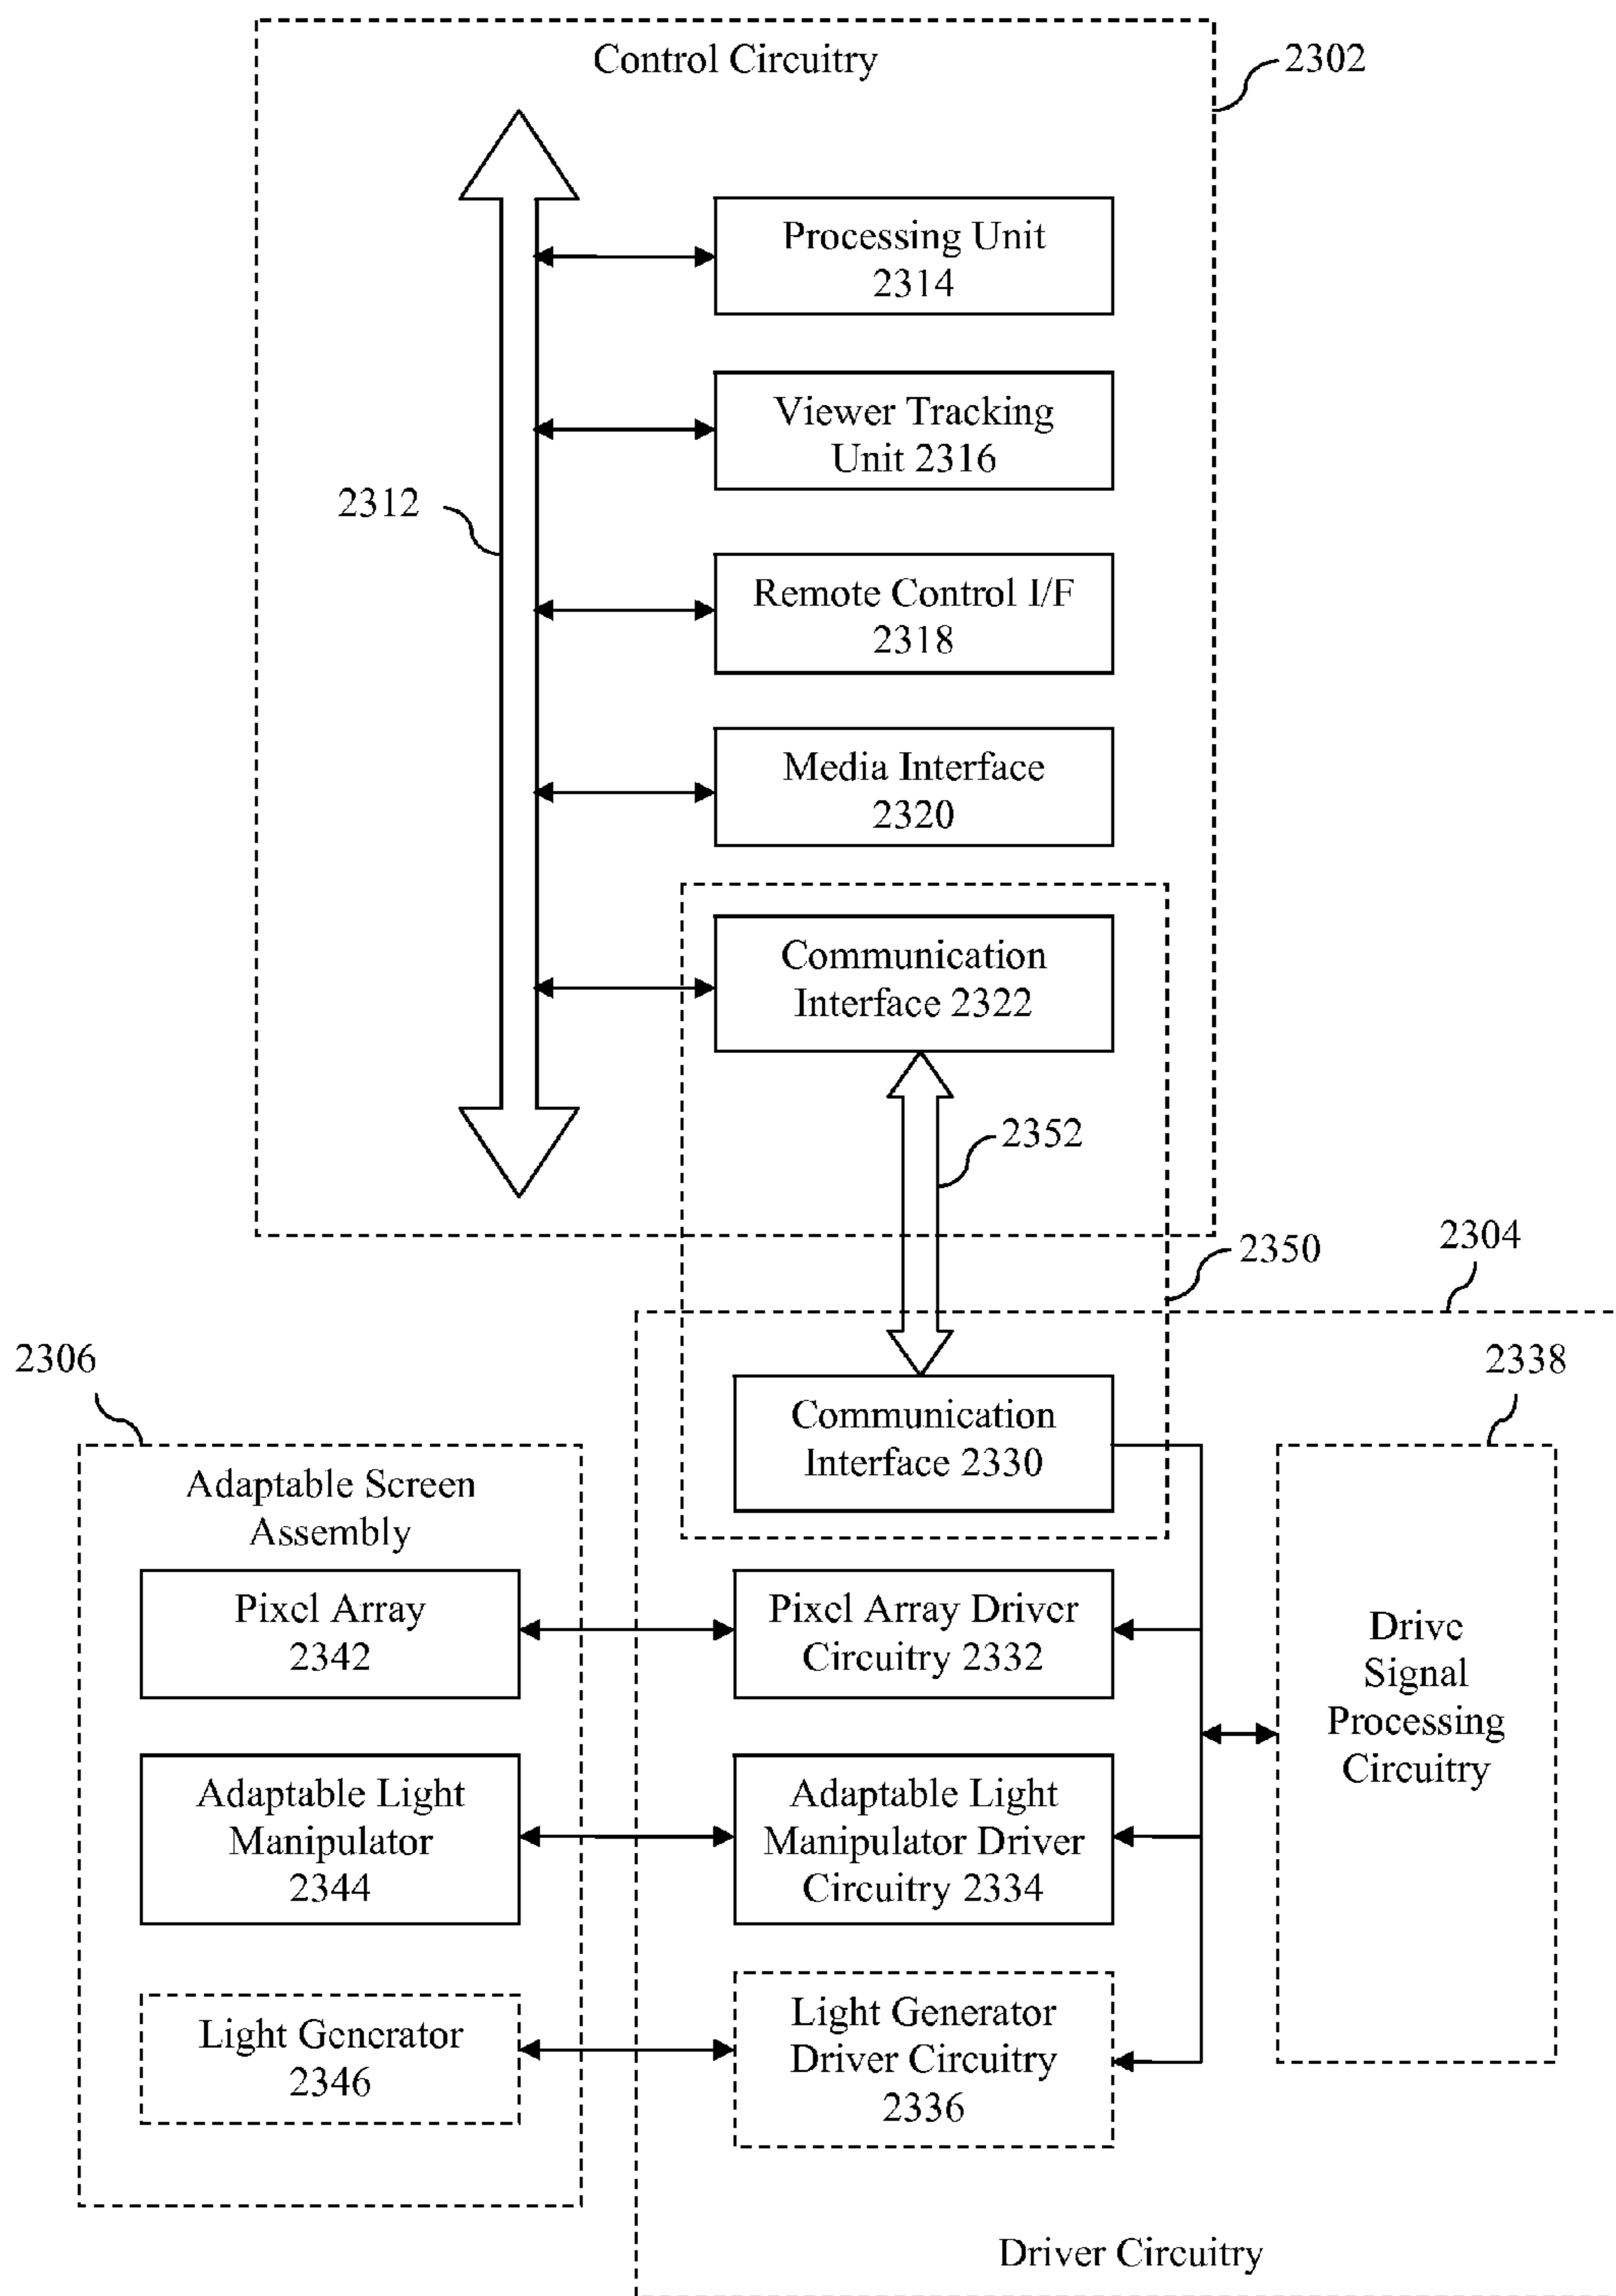 Control Circuitry
2302
Processing Unit
2314
Viewer Tracking
Unit 2316
2312
Remote Control I/F
2318
Media Interface
2320
Communication
Interface 2322
2352
2350
2304
2306
2338
Communication
Interface 2330
Adaptable Screen
Assembly
Pixel Array
2342
Pixel Array Driver
Circuitry 2332
Drive
Signal
Processing
Circuitry
Adaptable Light
Manipulator
2344
Adaptable Light
Manipulator Driver
Circuitry 2334
Light Generator
2346
Light Generator
Driver Circuitry
2336
Driver Circuitry